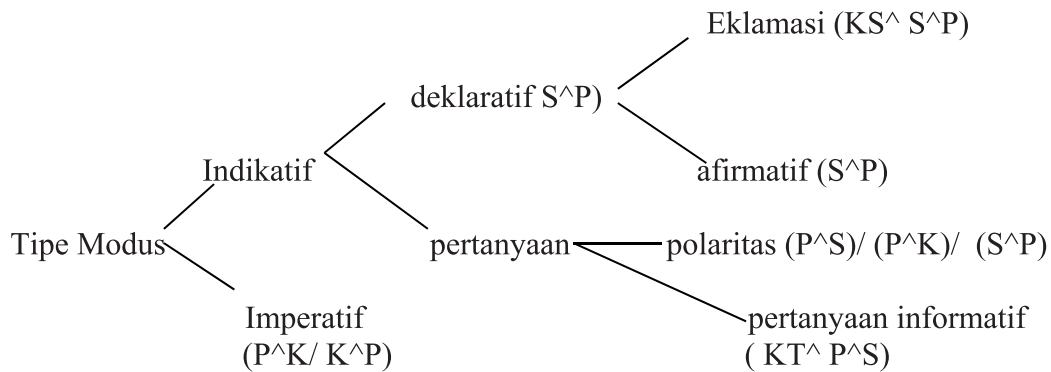 Eklamasi (KS^ S^P)
deklaratif S^P)
Indikatif
afirmatif (S^P)
Tipe Modus
pertanyaan
polaritas (P^S)/ (P^K)/ (S^P)
Imperatif
(P^K/ K^P)
pertanyaan informatif
( KT^ P^S)